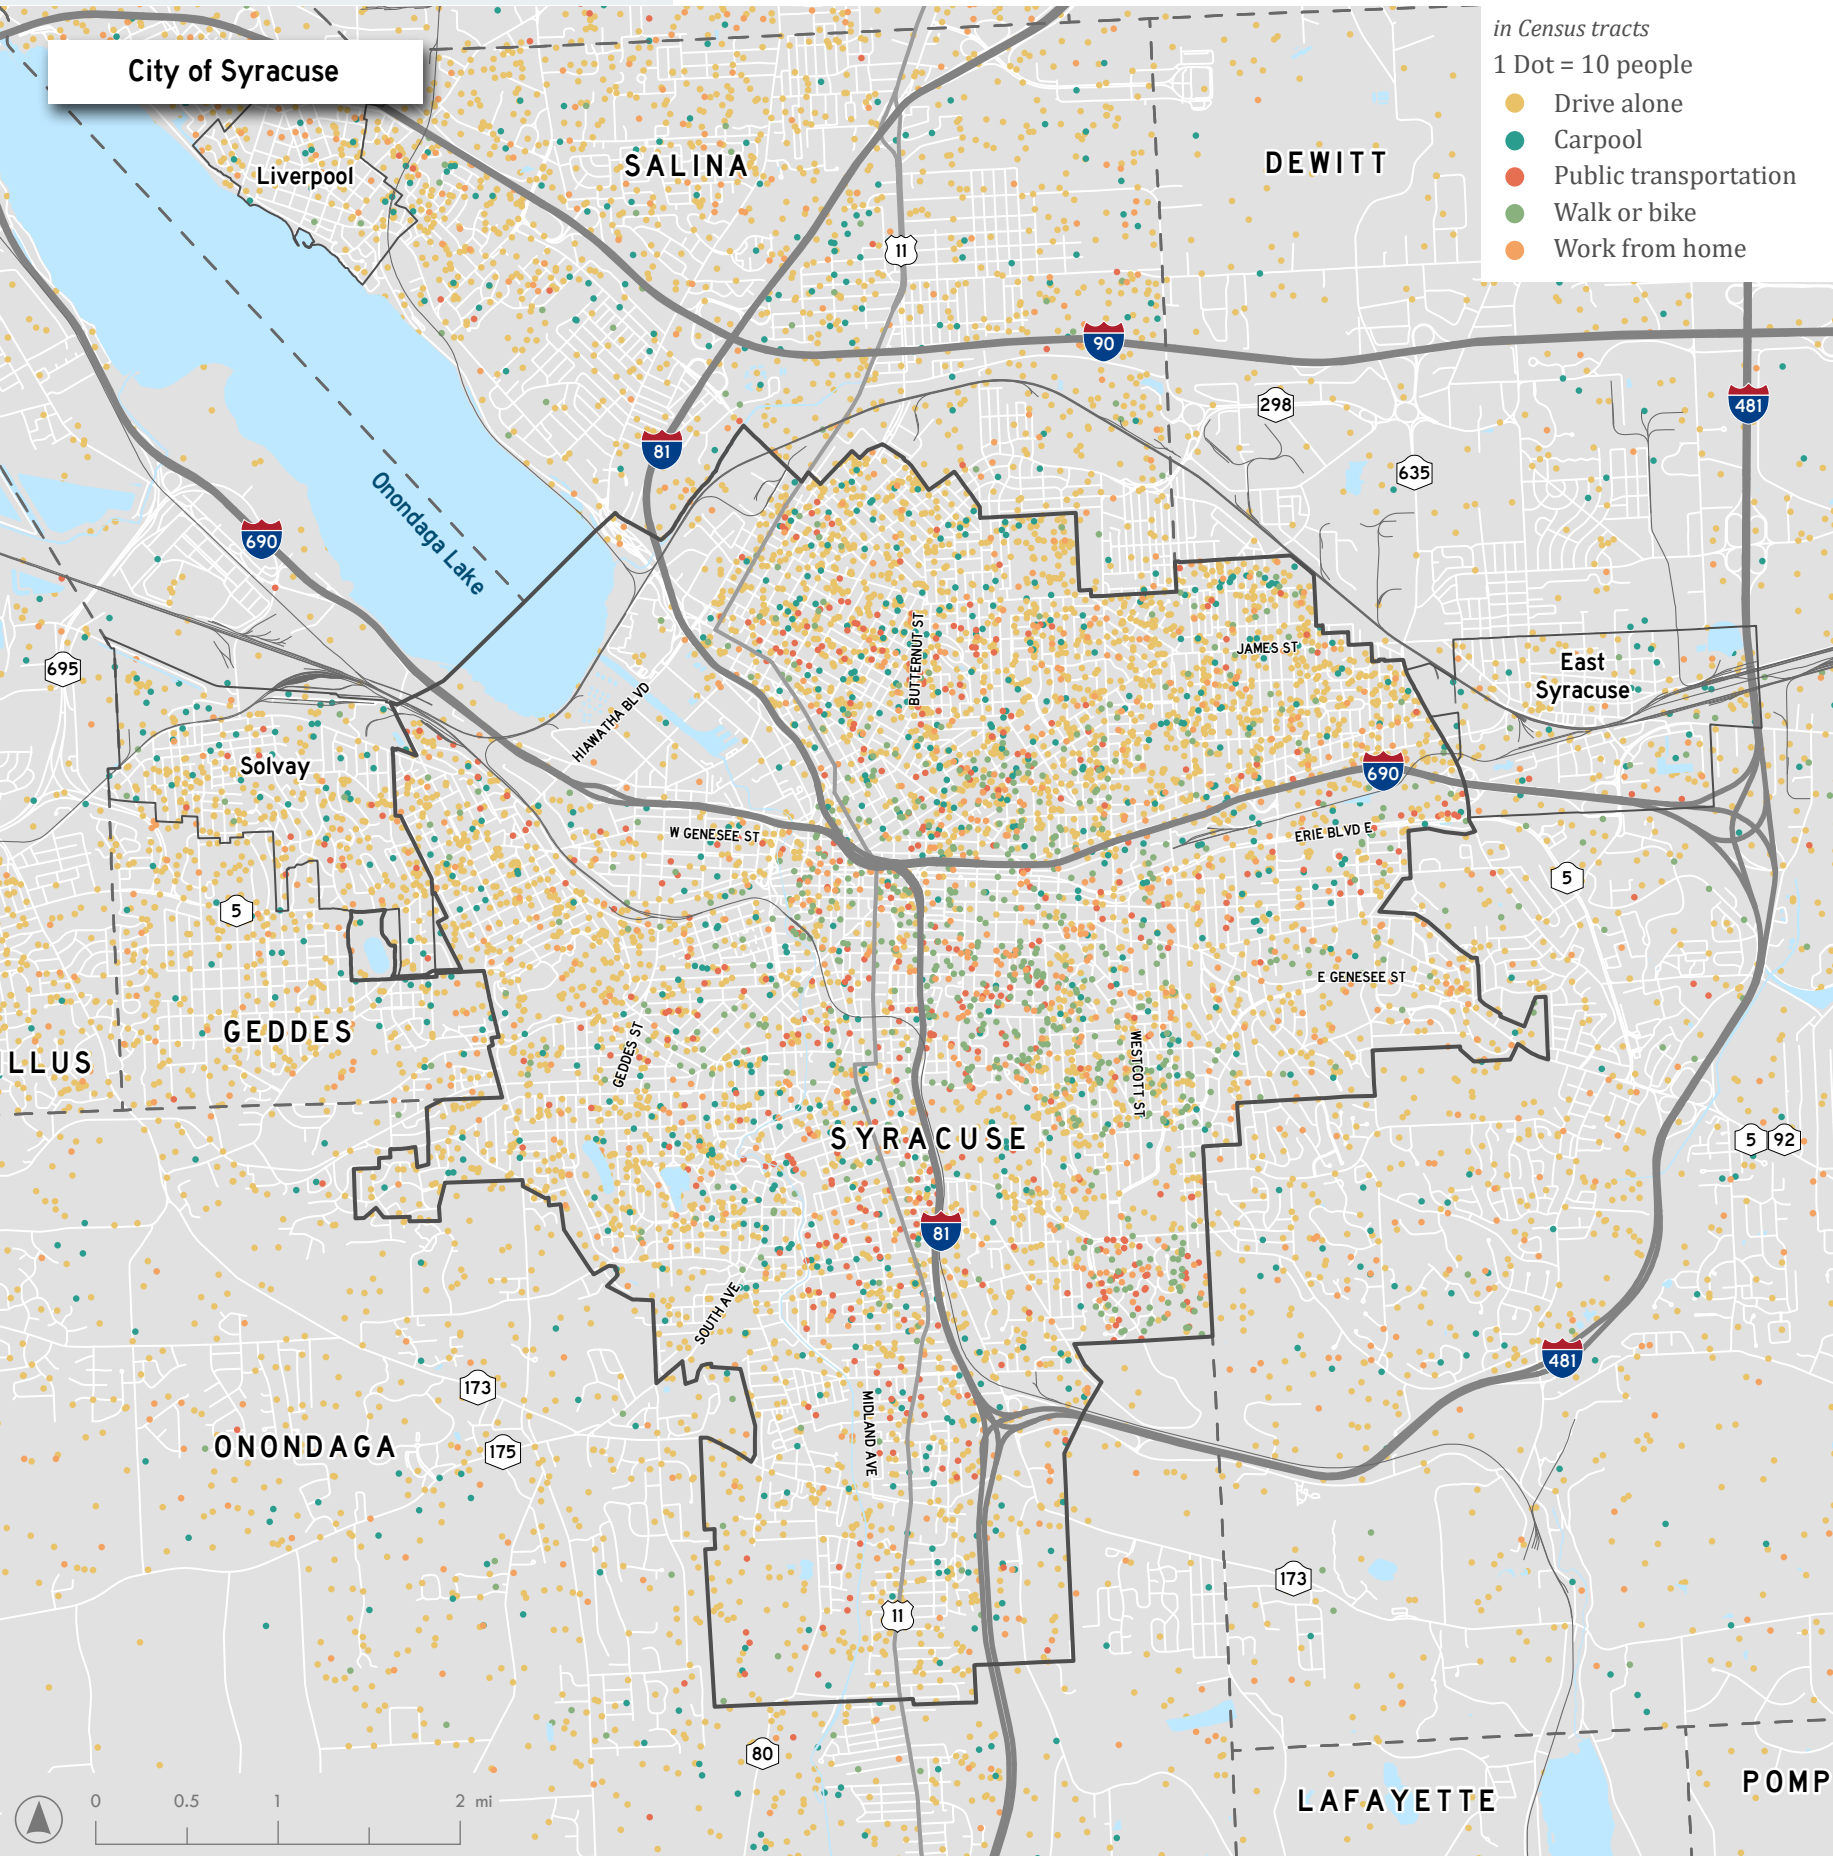 City of Syracuse
in Census tracts
1 Dot = 10 people
Drive alone
Carpool
Public transportation
Walk or bike
Work from home
Liverpool
SALINA
DEWITT
11
90
298
481
81
635
Onondaga Lake
690
695
BUTTERNUT ST
JAMES ST
East
Syracuse
HIAWATHA BLVD
Solvay
690
W GENESEE ST
ERIE BLVD E
5
5
E GENESEE ST
GEDDES
LLUS
GEDDES ST
WESTCOTT ST
SYRACUSE
5
92
81
SOUTH AVE
481
173
MIDLAND AVE
ONONDAGA
175
173
11
80
POMP
LAFAYETTE
0 0.5 1 2 mi